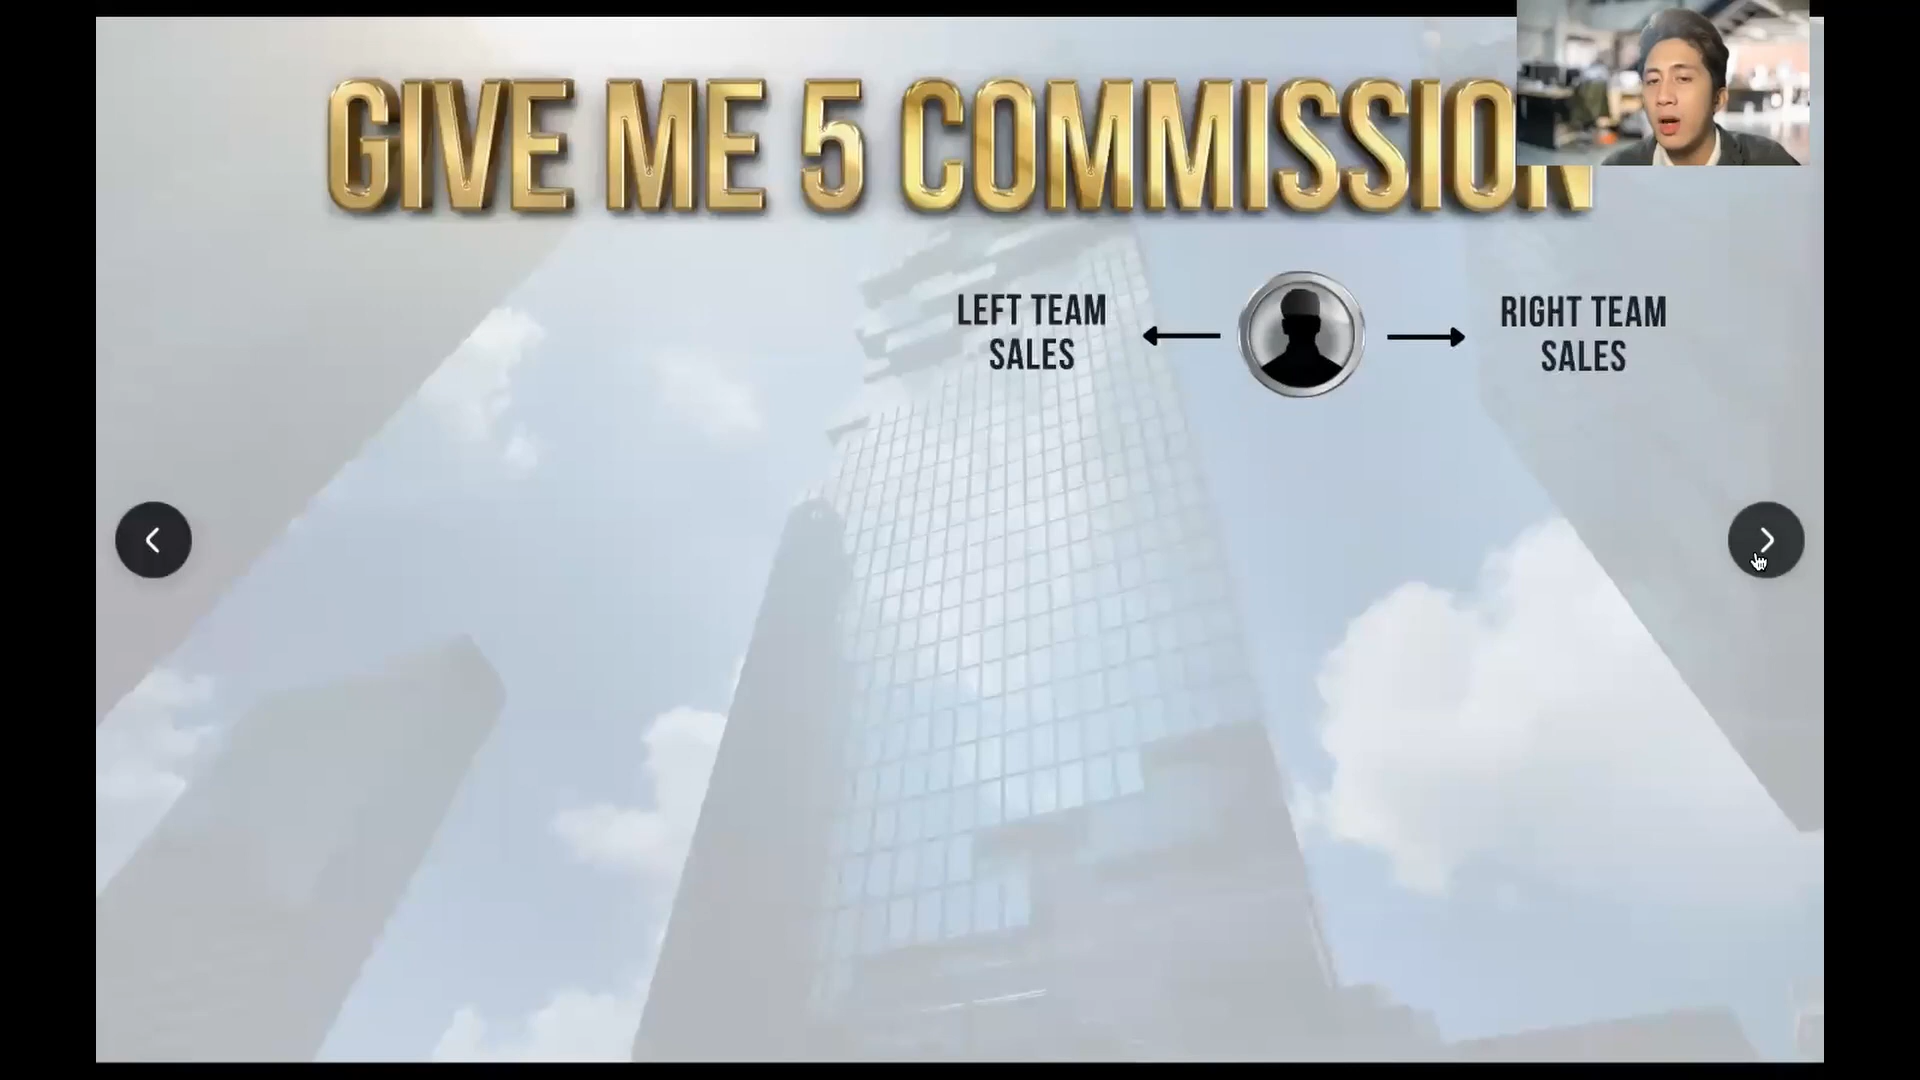 GIVE ME 5 COMMISSION
LEFT TEAM
SALES
RIGHT TEAM
SALES